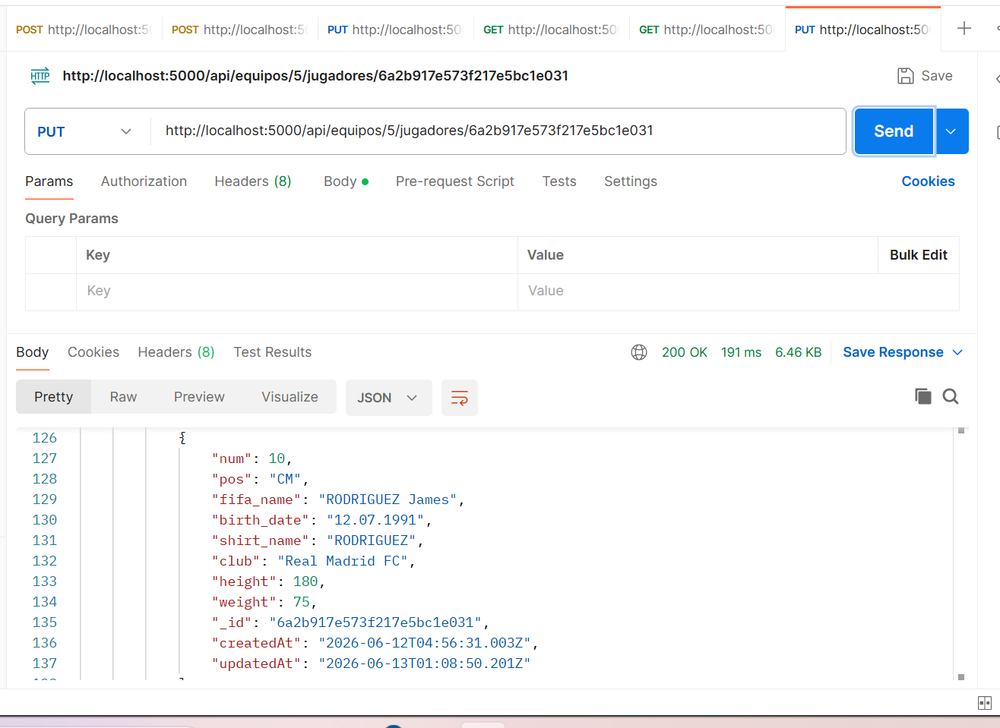 POST http://localhost:5 POST http://localhost:5 PUT http://localhost:50 GET http://localhost:50 GET http://localhost:50 PUT http://localhost:50
HTTP http://localhost:5000/api/equipos/5/jugadores/6a2b917e573f217e5bc1e031 Save
PUT http://localhost:5000/api/equipos/5/jugadores/6a2b917e573f217e5bc1e031 Send
Params Authorization Headers (8) Body Pre-request Script Tests Settings Cookies
Query Params
Key Value Bulk Edit
Key Value
Body Cookies Headers (8) Test Results 200 OK 191 ms 6.46 KB Save Response
Pretty Raw Preview Visualize JSON
126 {
127 "num": 10,
128 "pos": "CM",
129 "fifa_name": "RODRIGUEZ James",
130 "birth_date": "12.07.1991",
131 "shirt_name": "RODRIGUEZ",
132 "club": "Real Madrid FC",
133 "height": 180,
134 "weight": 75,
135 "_id": "6a2b917e573f217e5bc1e031",
136 "createdAt": "2026-06-12T04:56:31.003Z",
137 "updatedAt": "2026-06-13T01:08:50.201Z"